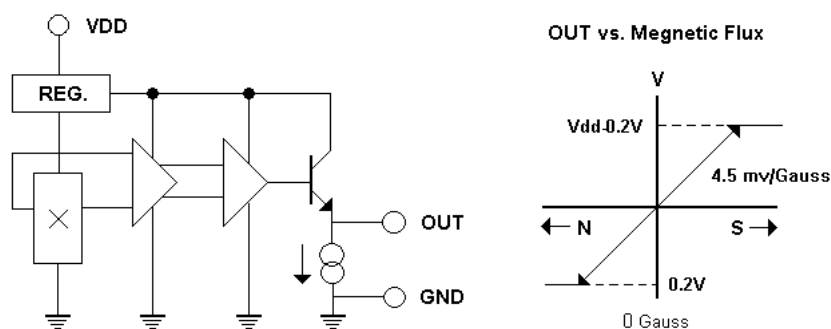 VDD
REG.
OUT
GND
OUT vs. Megnetic Flux
V
Vdd-0.2V
4.5 mv/Gauss
N
S
0.2V
0 Gauss